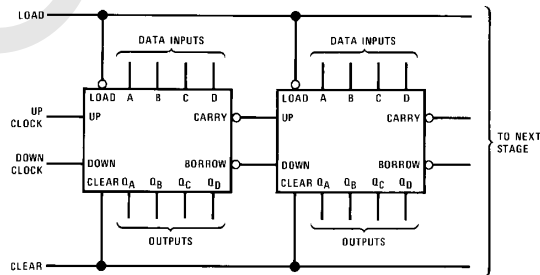 LOAD
DATA INPUTS DATA INPUTS
LOAD A B C D LOAD A B C D
UP CLOCK UP CARRY UP CARRY
TO NEXT STAGE
DOWN CLOCK DOWN BORROW DOWN BORROW
CLEAR QA QB QC QD CLEAR QA QB QC QD
OUTPUTS OUTPUTS
CLEAR